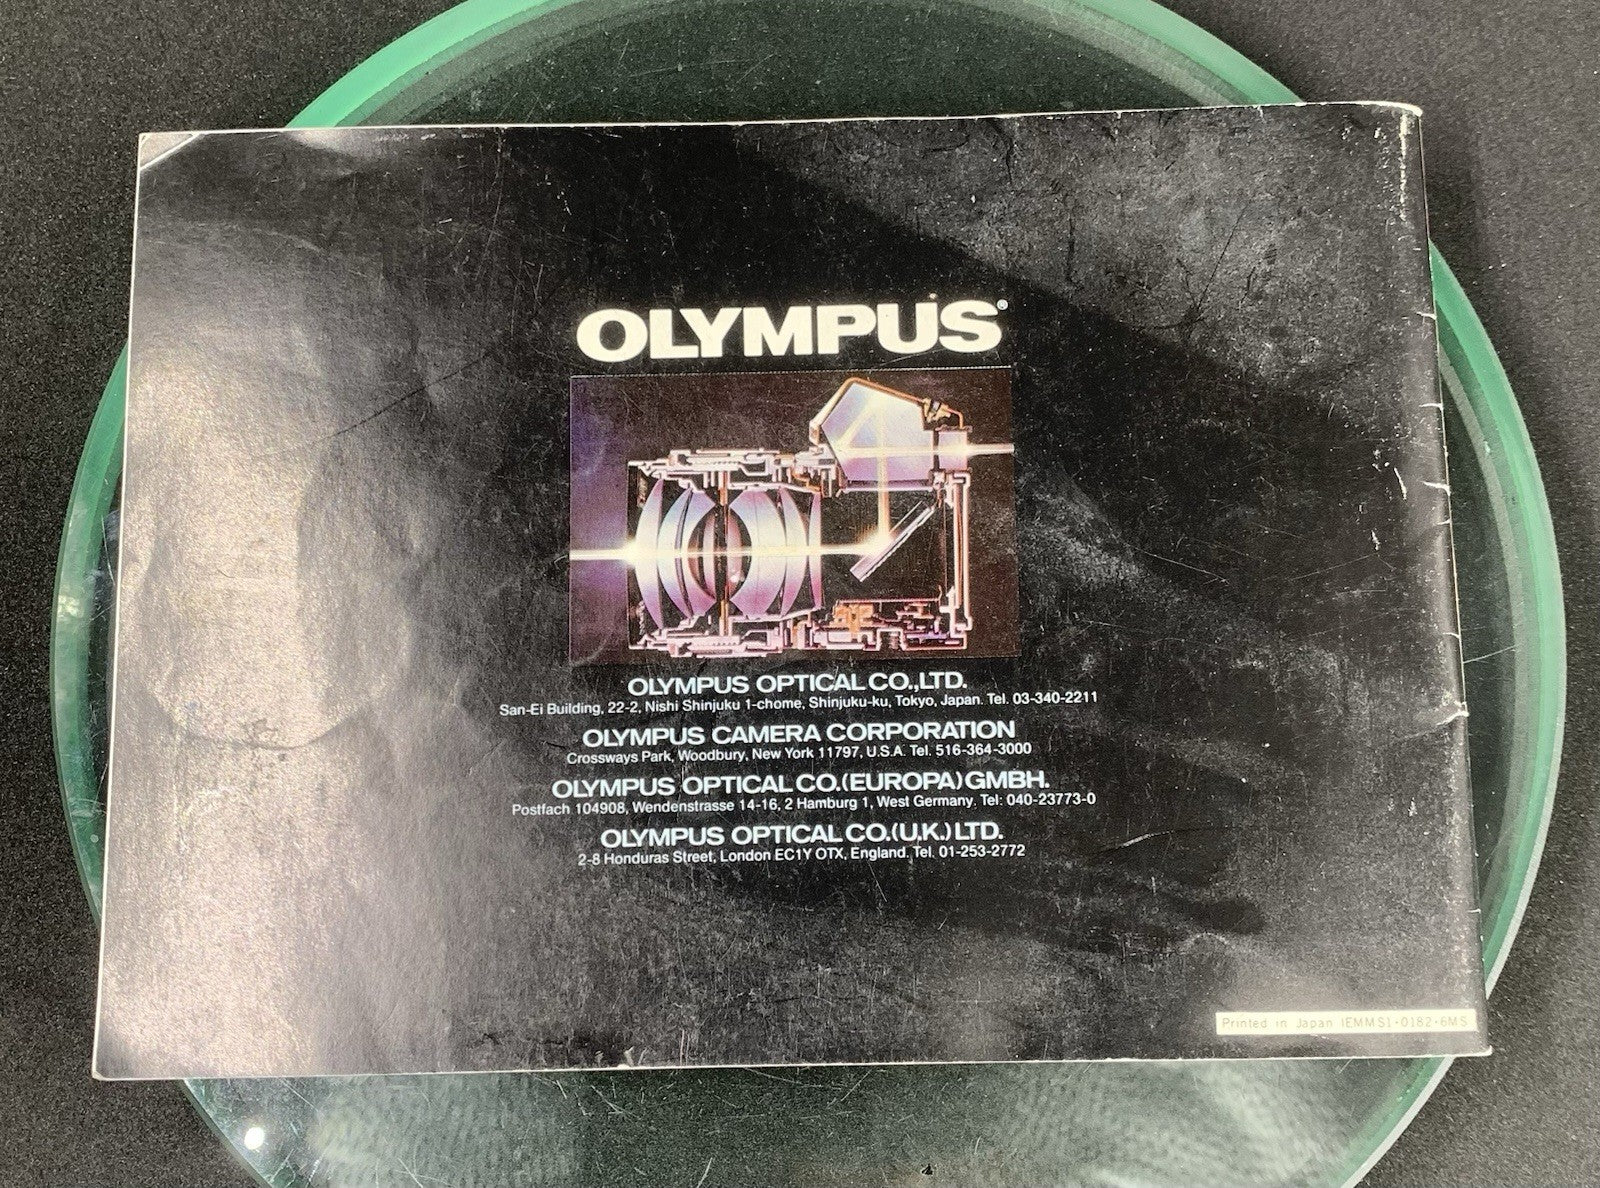 OLYMPUS®
OLYMPUS OPTICAL CO.,LTD.
San-Ei Building, 22-2, Nishi Shinjuku 1-chome, Shinjuku-ku, Tokyo, Japan. Tel. 03-340-2211
OLYMPUS CAMERA CORPORATION
Crossways Park, Woodbury, New York 11797, U.S.A. Tel. 516-364-3000
OLYMPUS OPTICAL CO.(EUROPA)GMBH.
Postfach 104908, Wendenstrasse 14-16, 2 Hamburg 1, West Germany. Tel: 040-23773-0
OLYMPUS OPTICAL CO.(U.K.)LTD.
2-8 Honduras Street, London EC1Y OTX, England. Tel. 01-253-2772
Printed in Japan IEMMS1·0182·6MS